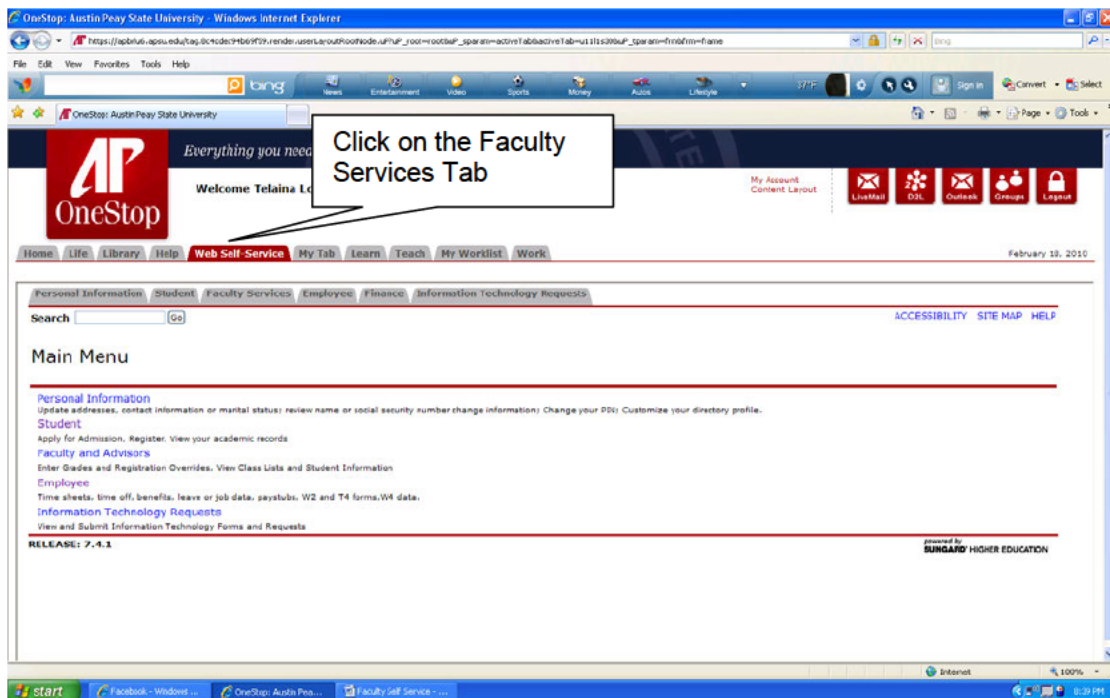 OneStop: Austin Peay State University - Windows Internet Explorer
File Edit View Favorites Tools Help
bing News Entertainment Video Sports Money Autos Lifestyle 37°F Sign in Convert Select
OneStop: Austin Peay State University Page Tools
Click on the Faculty
Services Tab
AP
OneStop
Everything you need
Welcome Telaina
My Account
Content Layout
LiveMail D2L Outlook Groups Logout
Home Life Library Help Web Self-Service My Tab Learn Teach My Worklist Work
February 18, 2010
Personal Information Student Faculty Services Employee Finance Information Technology Requests
Search Go ACCESSIBILITY SITE MAP HELP
Main Menu
Personal Information
Update addresses, contact information or marital status; review name or social security number change information; Change your PIN; Customize your directory profile.
Student
Apply for Admission, Register, View your academic records
Faculty and Advisors
Enter Grades and Registration Overrides, View Class Lists and Student Information
Employee
Time sheets, time off, benefits, leave or job data, paystubs, W2 and T4 forms, W4 data.
Information Technology Requests
View and Submit Information Technology Forms and Requests
RELEASE: 7.4.1
powered by
SUNGARD' HIGHER EDUCATION
Internet 100%
start Facebook - Windows ... OneStop: Austin Pea... Faculty Self Service - ... 8:39 PM